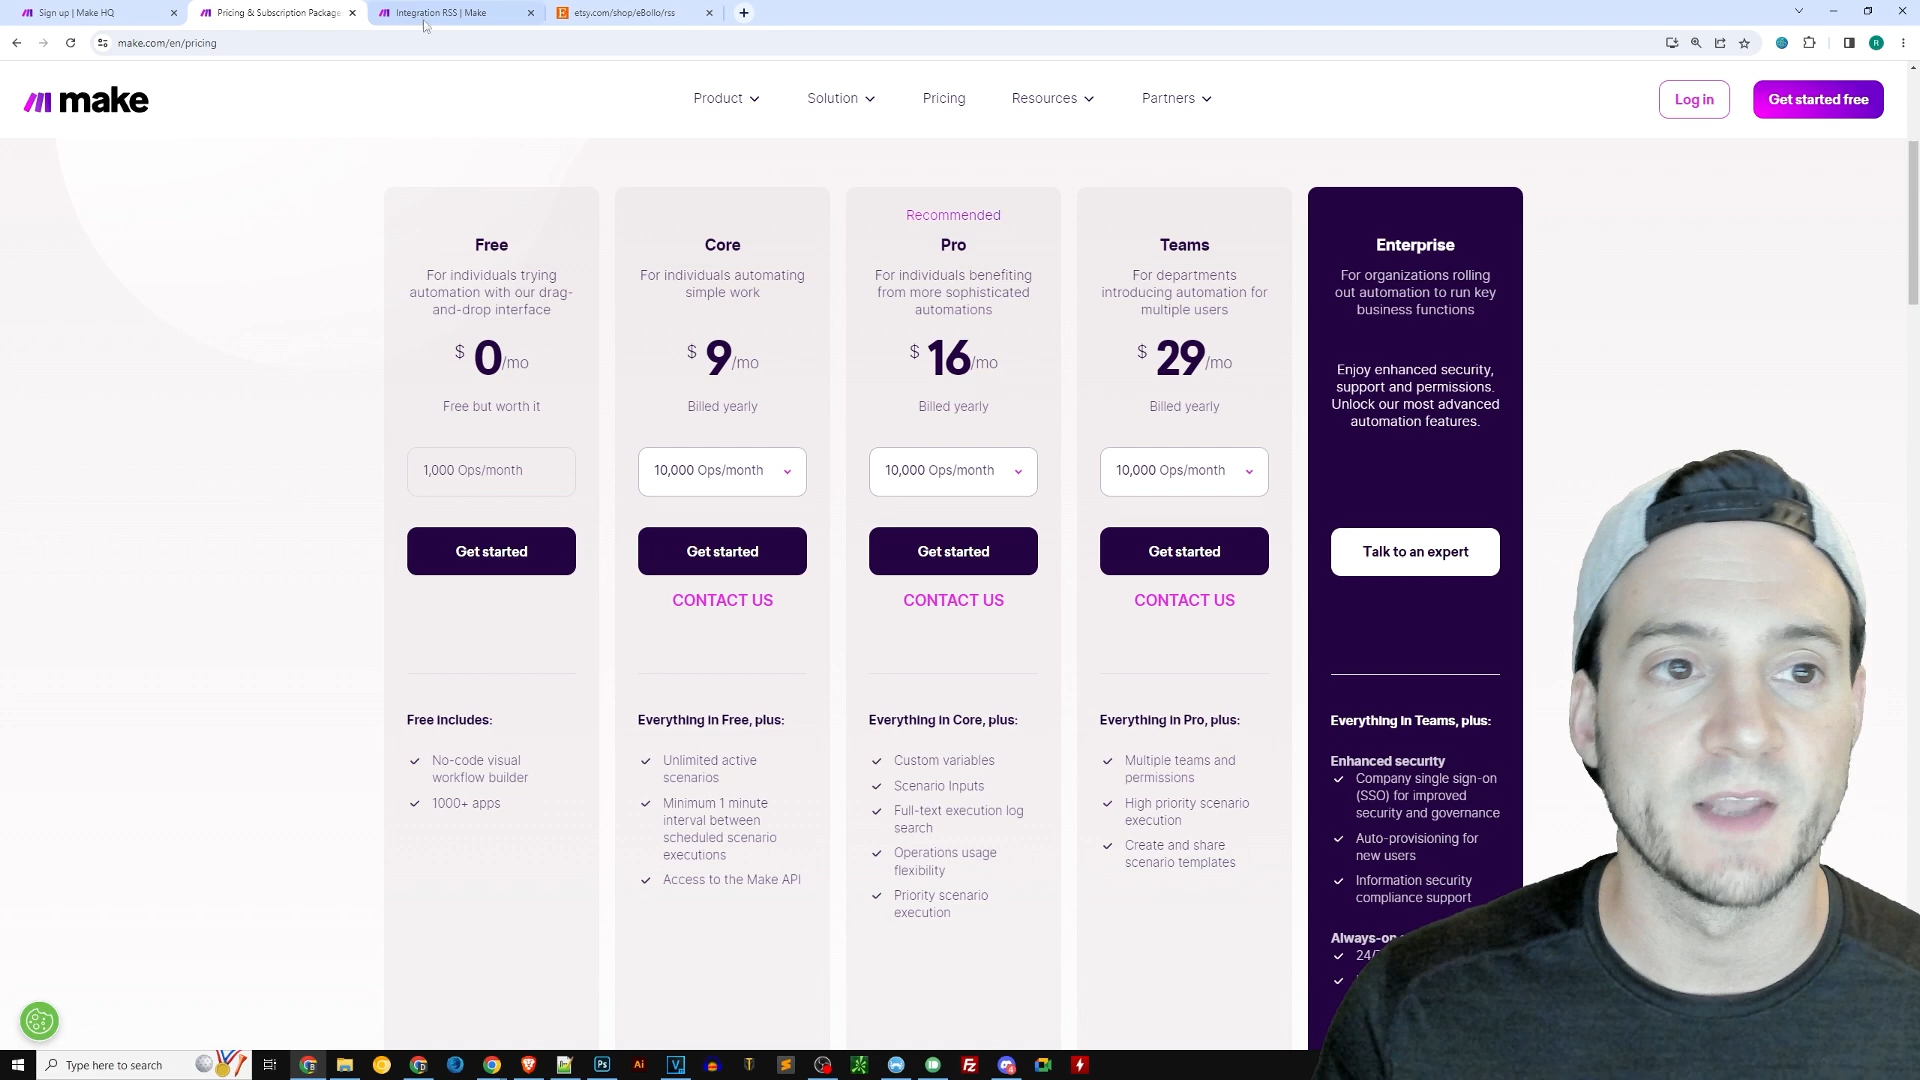 Sign up | Make HQ
Pricing & Subscription Package
Integration RSS | Make
etsy.com/shop/eBollo/rss
make.com/en/pricing
make
Product
Solution
Pricing
Resources
Partners
Log in
Get started free
Free
For individuals trying
automation with our drag-
and-drop interface
$ 0/mo
Free but worth it
1,000 Ops/month
Get started
Free includes:
No-code visual
workflow builder
1000+ apps
Core
For individuals automating
simple work
$ 9/mo
Billed yearly
10,000 Ops/month
Get started
CONTACT US
Everything in Free, plus:
Unlimited active
scenarios
Minimum 1 minute
interval between
scheduled scenario
executions
Access to the Make API
Recommended
Pro
For individuals benefiting
from more sophisticated
automations
$ 16/mo
Billed yearly
10,000 Ops/month
Get started
CONTACT US
Everything in Core, plus:
Custom variables
Scenario Inputs
Full-text execution log
search
Operations usage
flexibility
Priority scenario
execution
Teams
For departments
introducing automation for
multiple users
$ 29/mo
Billed yearly
10,000 Ops/month
Get started
CONTACT US
Everything in Pro, plus:
Multiple teams and
permissions
High priority scenario
execution
Create and share
scenario templates
Enterprise
For organizations rolling
out automation to run key
business functions
Enjoy enhanced security,
support and permissions.
Unlock our most advanced
automation features.
Talk to an expert
Everything in Teams, plus:
Enhanced security
Company single sign-on
(SSO) for improved
security and governance
Auto-provisioning for
new users
Information security
compliance support
Type here to search